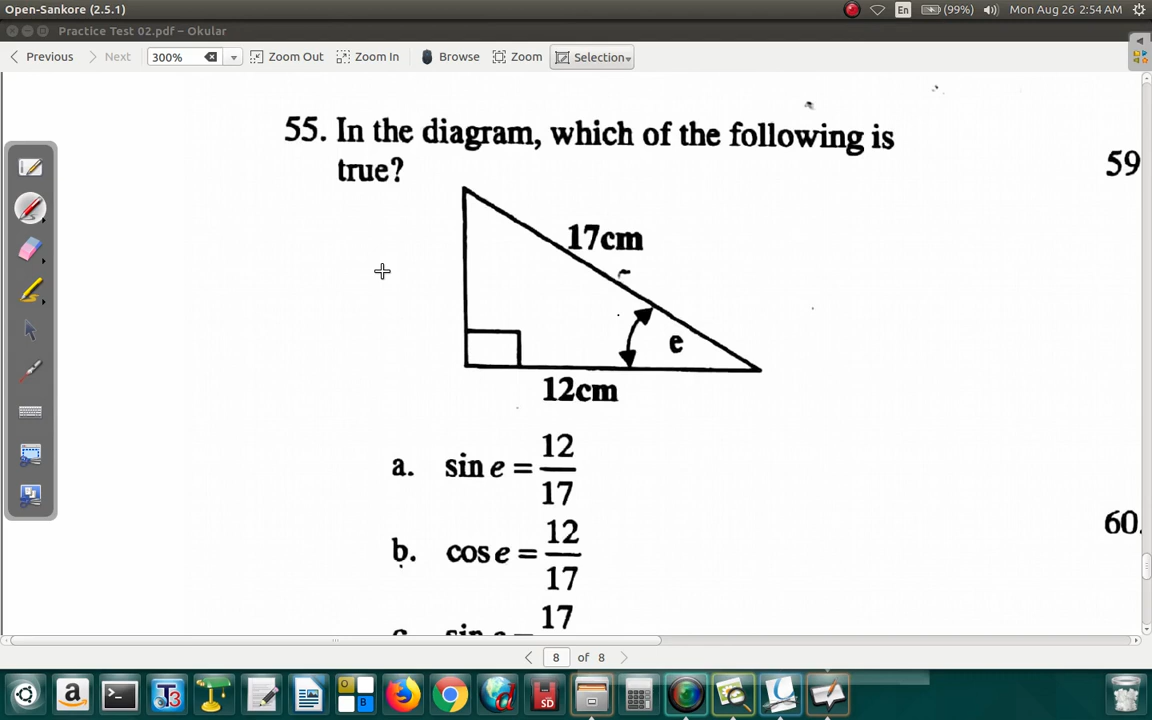 Open-Sankore (2.5.1)
En
(99%)
Mon Aug 26 2:54 AM
Practice Test 02.pdf – Okular
Previous
Next
300%
Zoom Out
Zoom In
Browse
Zoom
Selection
55. In the diagram, which of the following is
true?
59
17cm
e
12cm
a. sin e = 12/17
60.
b. cos e = 12/17
17
8 of 8
SD